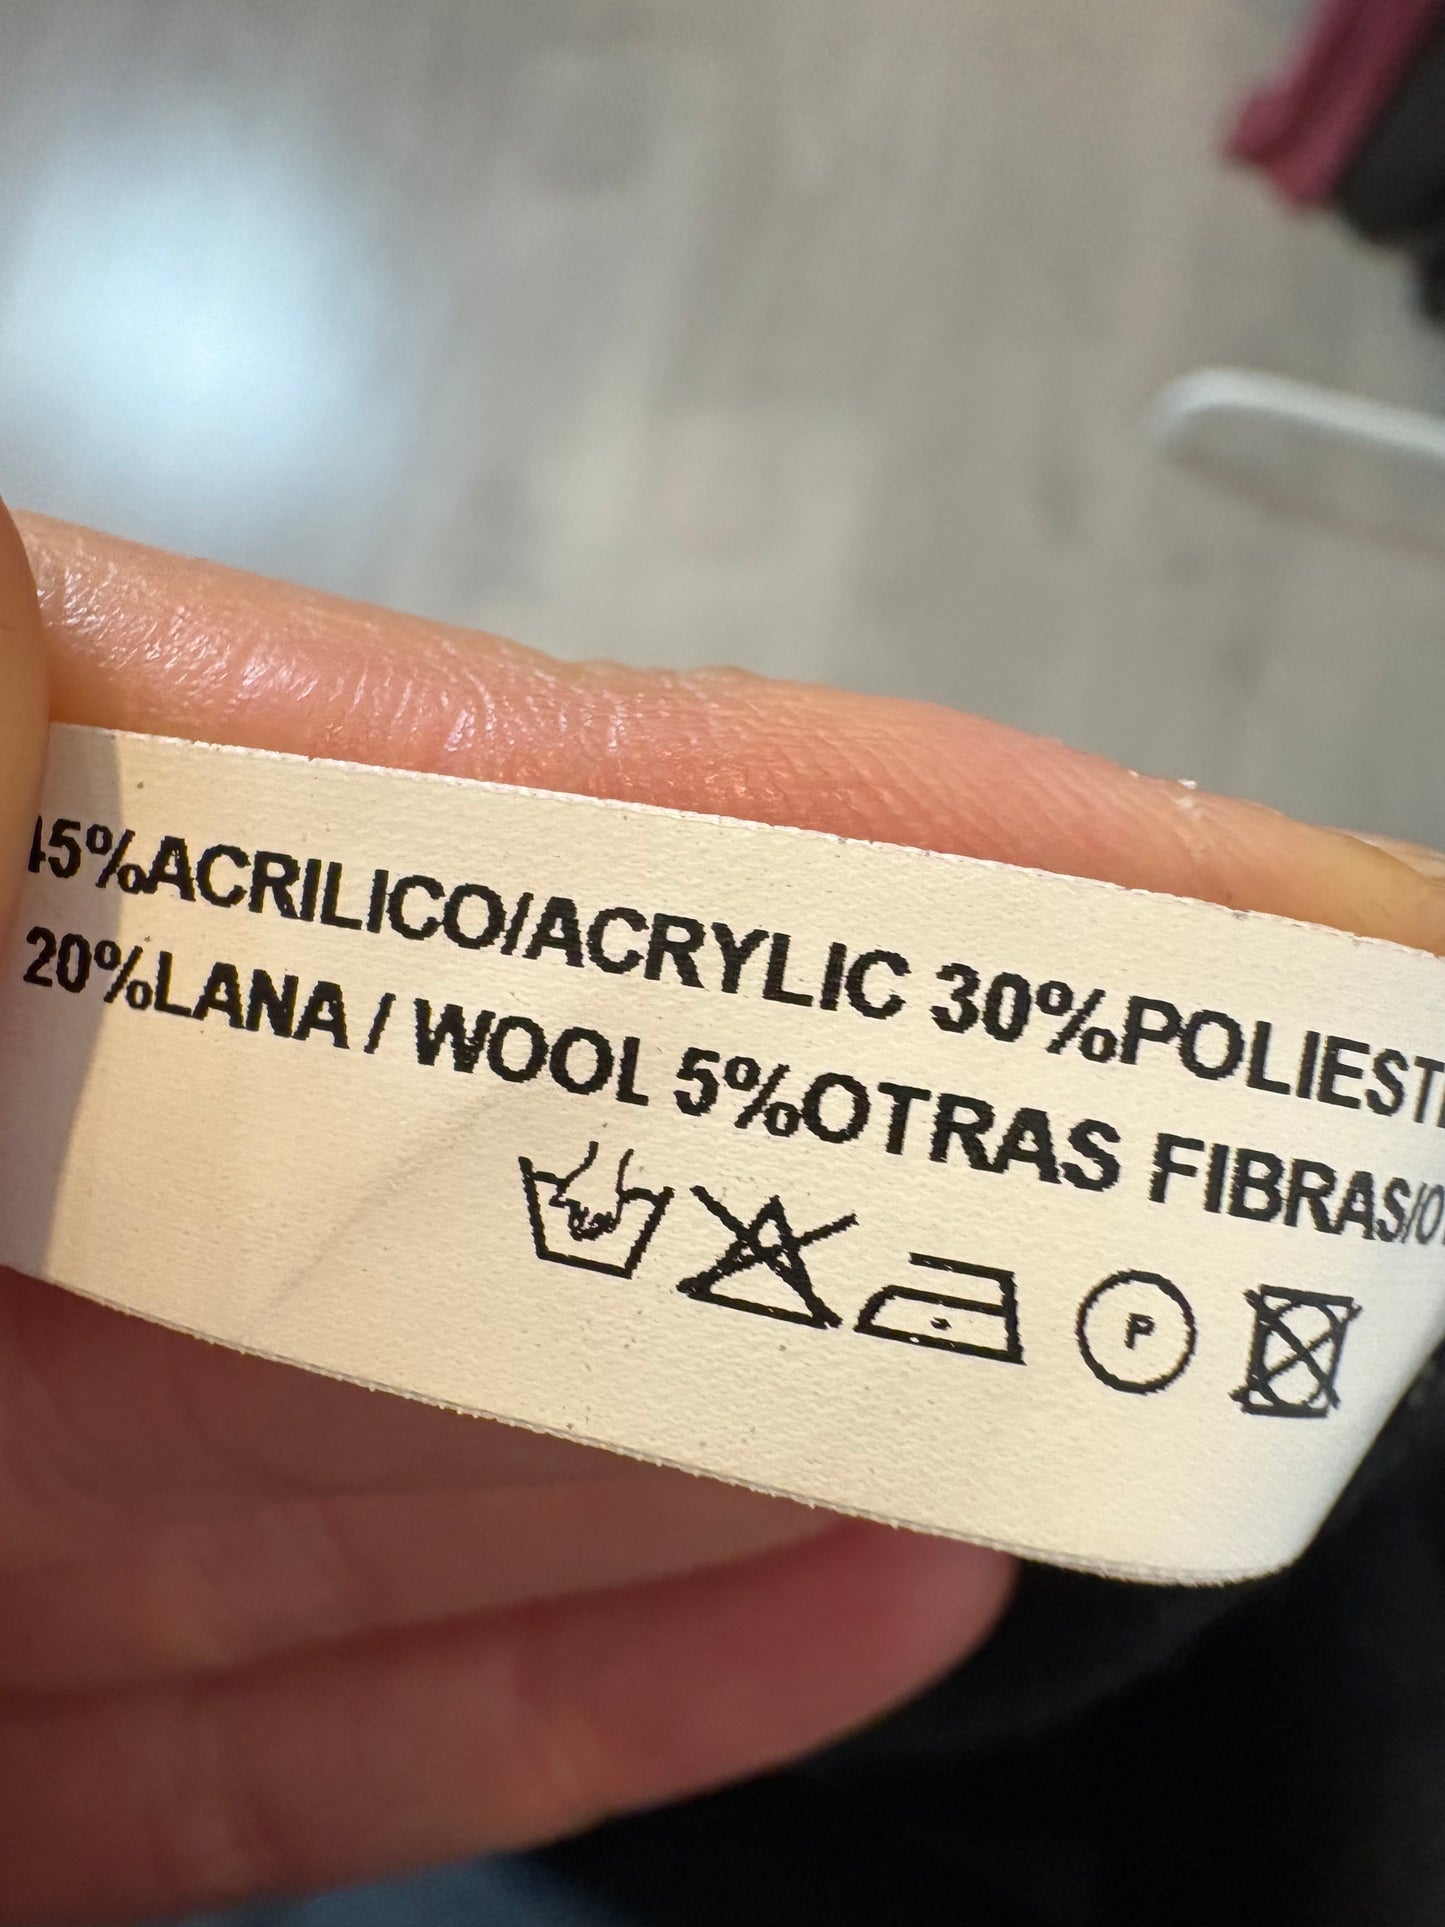 45%ACRILICO/ACRYLIC 30%POLIEST
20%LANA / WOOL 5%OTRAS FIBRAS/O
P